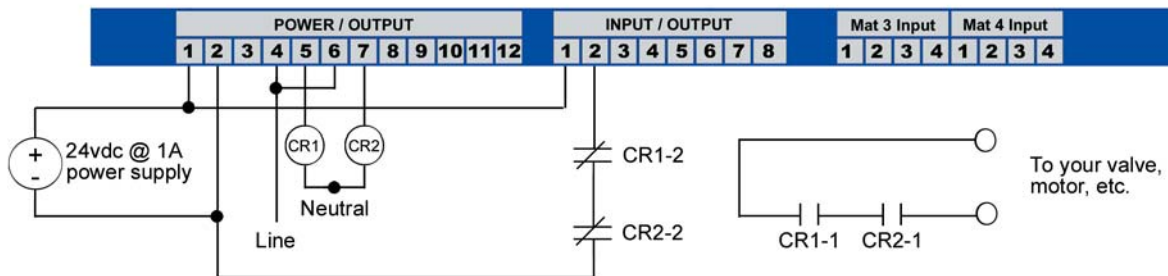 POWER / OUTPUT
1 2 3 4 5 6 7 8 9 10 11 12
INPUT / OUTPUT
1 2 3 4 5 6 7 8
Mat 3 Input
1 2 3 4
Mat 4 Input
1 2 3 4
+
-
24vdc @ 1A
power supply
CR1
CR2
Neutral
Line
CR1-2
CR2-2
CR1-1
CR2-1
To your valve,
motor, etc.